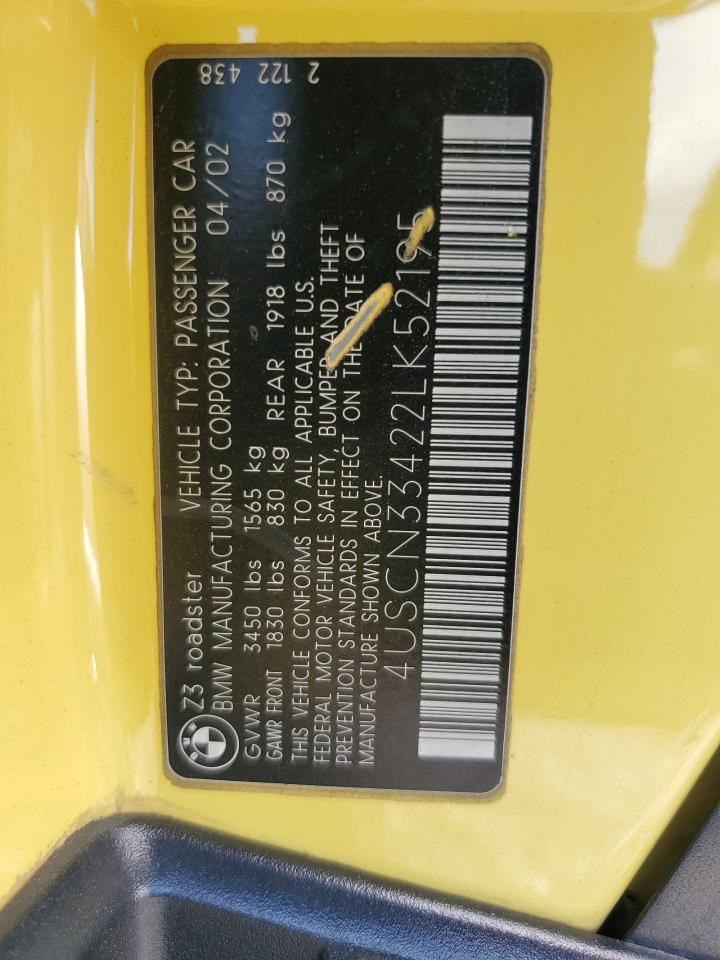 Z3 roadster VEHICLE TYP: PASSENGER CAR
BMW MANUFACTURING CORPORATION 04/02
GVWR 3450 lbs 1565 kg
GAWR FRONT 1830 lbs 830 kg REAR 1918 lbs 870 kg
THIS VEHICLE CONFORMS TO ALL APPLICABLE U.S.
FEDERAL MOTOR VEHICLE SAFETY, BUMPER AND THEFT
PREVENTION STANDARDS IN EFFECT ON THE DATE OF
MANUFACTURE SHOWN ABOVE.
4USCN33422LK52195
2 122 438
BMW